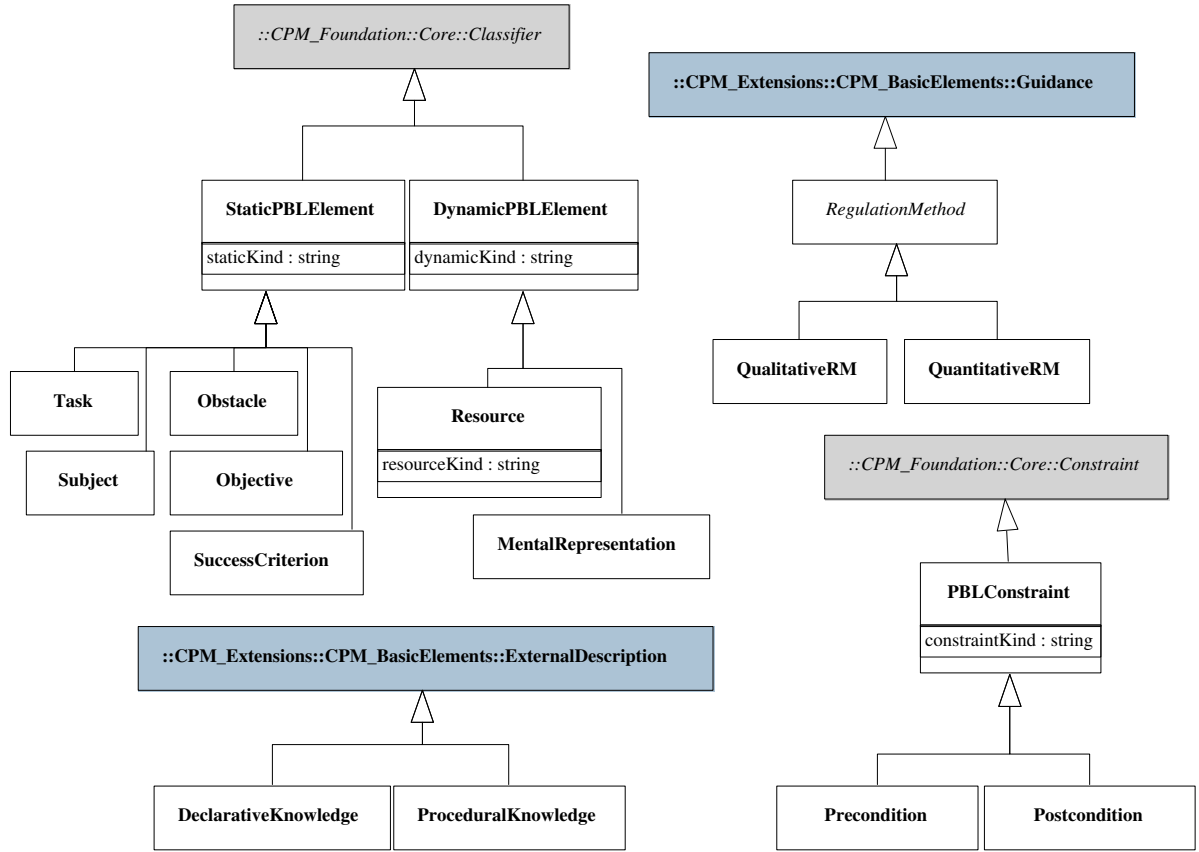 ::CPM_Foundation::Core::Classifier
::CPM_Extensions::CPM_BasicElements::Guidance
StaticPBLElement
staticKind : string
DynamicPBLElement
dynamicKind : string
RegulationMethod
QualitativeRM
QuantitativeRM
Task
Obstacle
Subject
Objective
SuccessCriterion
Resource
resourceKind : string
MentalRepresentation
::CPM_Foundation::Core::Constraint
PBLConstraint
constraintKind : string
::CPM_Extensions::CPM_BasicElements::ExternalDescription
DeclarativeKnowledge
ProceduralKnowledge
Precondition
Postcondition